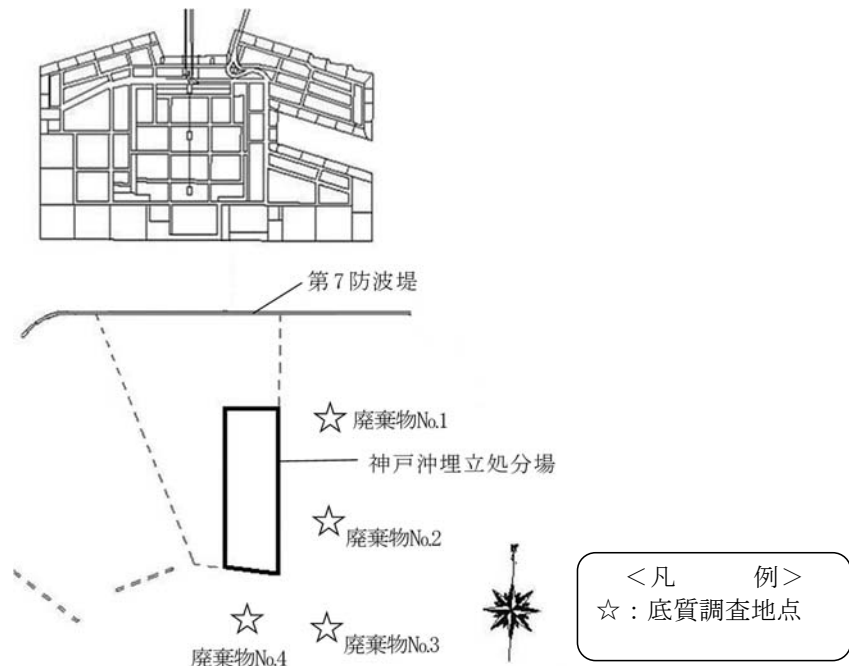 第7防波堤
廃棄物No.1
神戸沖埋立処分場
廃棄物No.2
＜凡　　　例＞
☆：底質調査地点
廃棄物No.3
廃棄物No.4